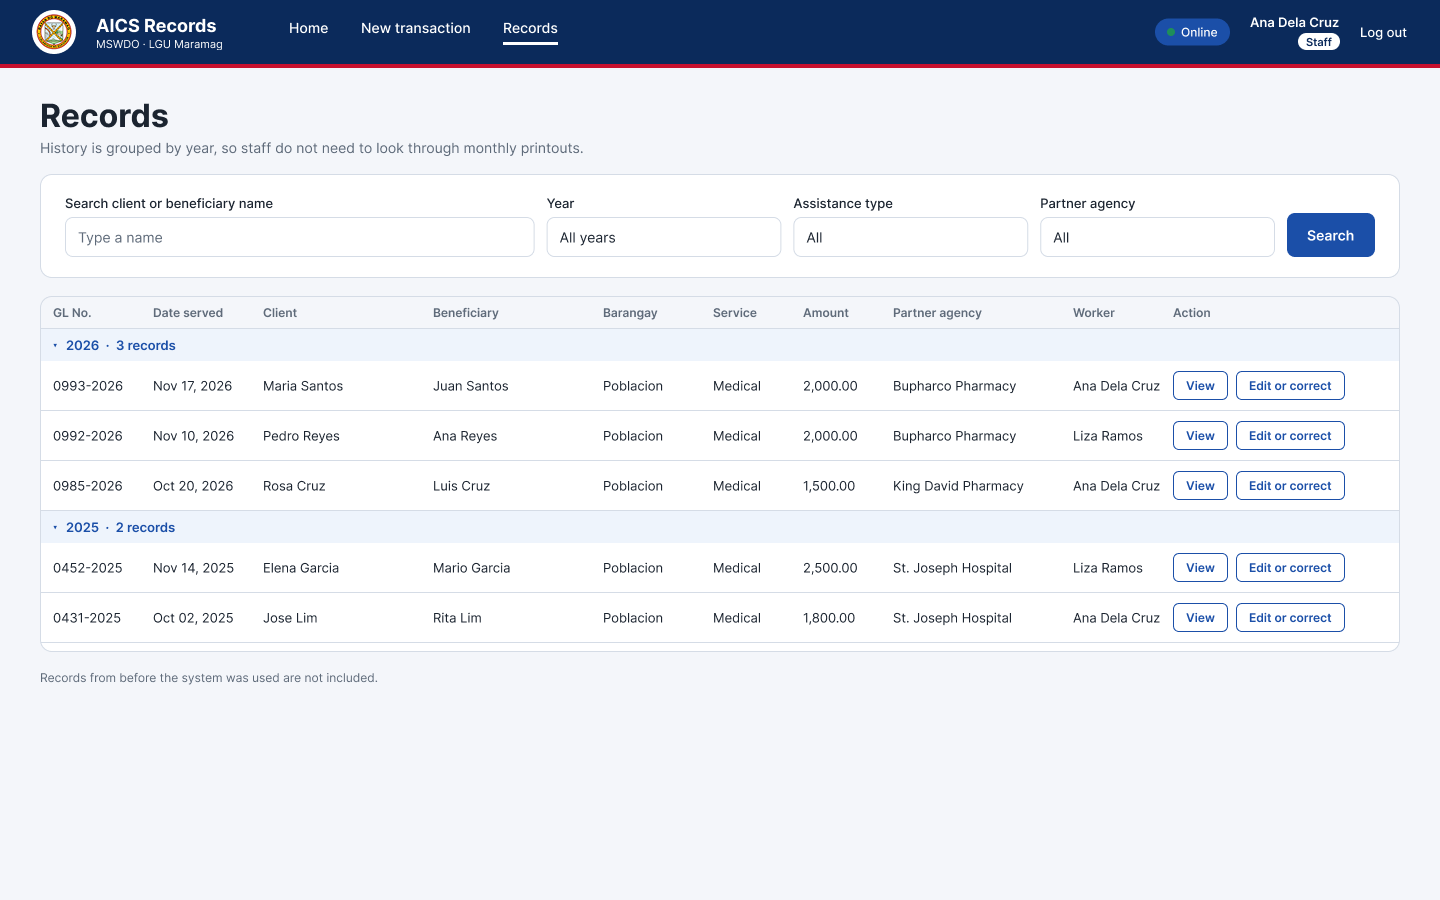 AICS Records
MSWDO · LGU Maramag
Home New transaction Records
Online
Ana Dela Cruz
Staff
Log out
Records
History is grouped by year, so staff do not need to look through monthly printouts.
Search client or beneficiary name Year Assistance type Partner agency
Type a name All years All All Search
GL No. Date served Client Beneficiary Barangay Service Amount Partner agency Worker Action
2026 · 3 records
0993-2026 Nov 17, 2026 Maria Santos Juan Santos Poblacion Medical 2,000.00 Bupharco Pharmacy Ana Dela Cruz View Edit or correct
0992-2026 Nov 10, 2026 Pedro Reyes Ana Reyes Poblacion Medical 2,000.00 Bupharco Pharmacy Liza Ramos View Edit or correct
0985-2026 Oct 20, 2026 Rosa Cruz Luis Cruz Poblacion Medical 1,500.00 King David Pharmacy Ana Dela Cruz View Edit or correct
2025 · 2 records
0452-2025 Nov 14, 2025 Elena Garcia Mario Garcia Poblacion Medical 2,500.00 St. Joseph Hospital Liza Ramos View Edit or correct
0431-2025 Oct 02, 2025 Jose Lim Rita Lim Poblacion Medical 1,800.00 St. Joseph Hospital Ana Dela Cruz View Edit or correct
Records from before the system was used are not included.